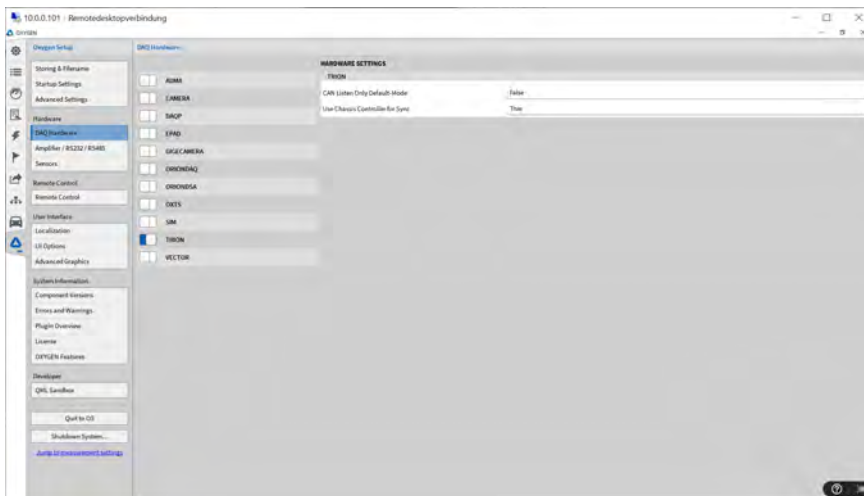 10.0.0.101 - Remotedesktopverbindung
OXYGEN
Oxygen Setup
Storing & Filename
Startup Settings
Advanced Settings
Hardware
DAQ Hardware
Amplifier / RS232 / RS485
Sensors
Remote Control
Remote Control
User Interface
Localization
UI Options
Advanced Graphics
System Information
Component Versions
Errors and Warnings
Plugin Overview
License
OXYGEN Features
Developer
QML Sandbox
Quit to OS
Shutdown System...
Jump to measurement settings
DAQ Hardware
ADMA
CAMERA
DAQP
EPAD
GIGECAMERA
ORIONDAQ
ORIONDSA
OXTS
SIM
TRION
VECTOR
HARDWARE SETTINGS
TRION
CAN Listen Only Default Mode False
Use Chassis Controller for Sync True